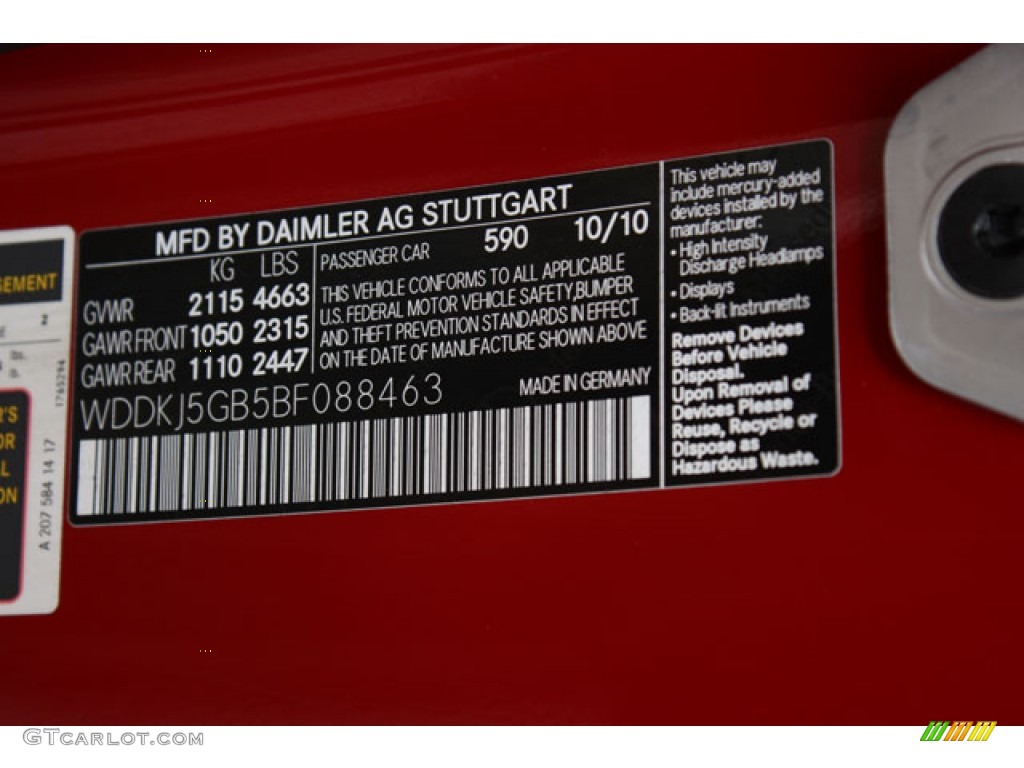 MFD BY DAIMLER AG STUTTGART
KG LBS
GVWR 2115 4663
GAWR FRONT 1050 2315
GAWR REAR 1110 2447
PASSENGER CAR 590 10/10
THIS VEHICLE CONFORMS TO ALL APPLICABLE
U.S. FEDERAL MOTOR VEHICLE SAFETY,BUMPER
AND THEFT PREVENTION STANDARDS IN EFFECT
ON THE DATE OF MANUFACTURE SHOWN ABOVE
WDDKJ5GB5BF088463
MADE IN GERMANY
This vehicle may
include mercury-added
devices installed by the
manufacturer:
• High Intensity
Discharge Headlamps
• Displays
• Back-lit Instruments
Remove Devices
Before Vehicle
Disposal.
Upon Removal of
Devices Please
Reuse, Recycle or
Dispose as
Hazardous Waste.
A 207 584 14 17
GTCARLOT.COM